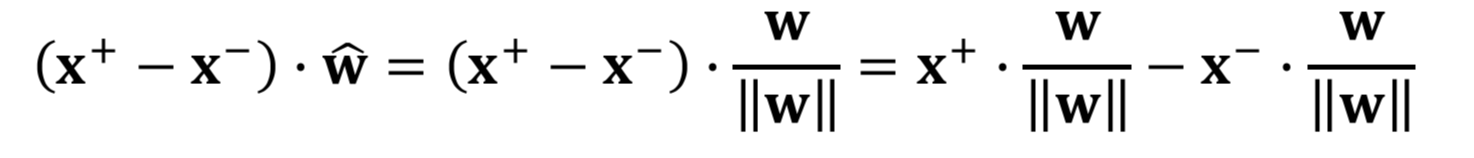 (x⁺ − x⁻) · ŵ = (x⁺ − x⁻) · w/‖w‖ = x⁺ · w/‖w‖ − x⁻ · w/‖w‖